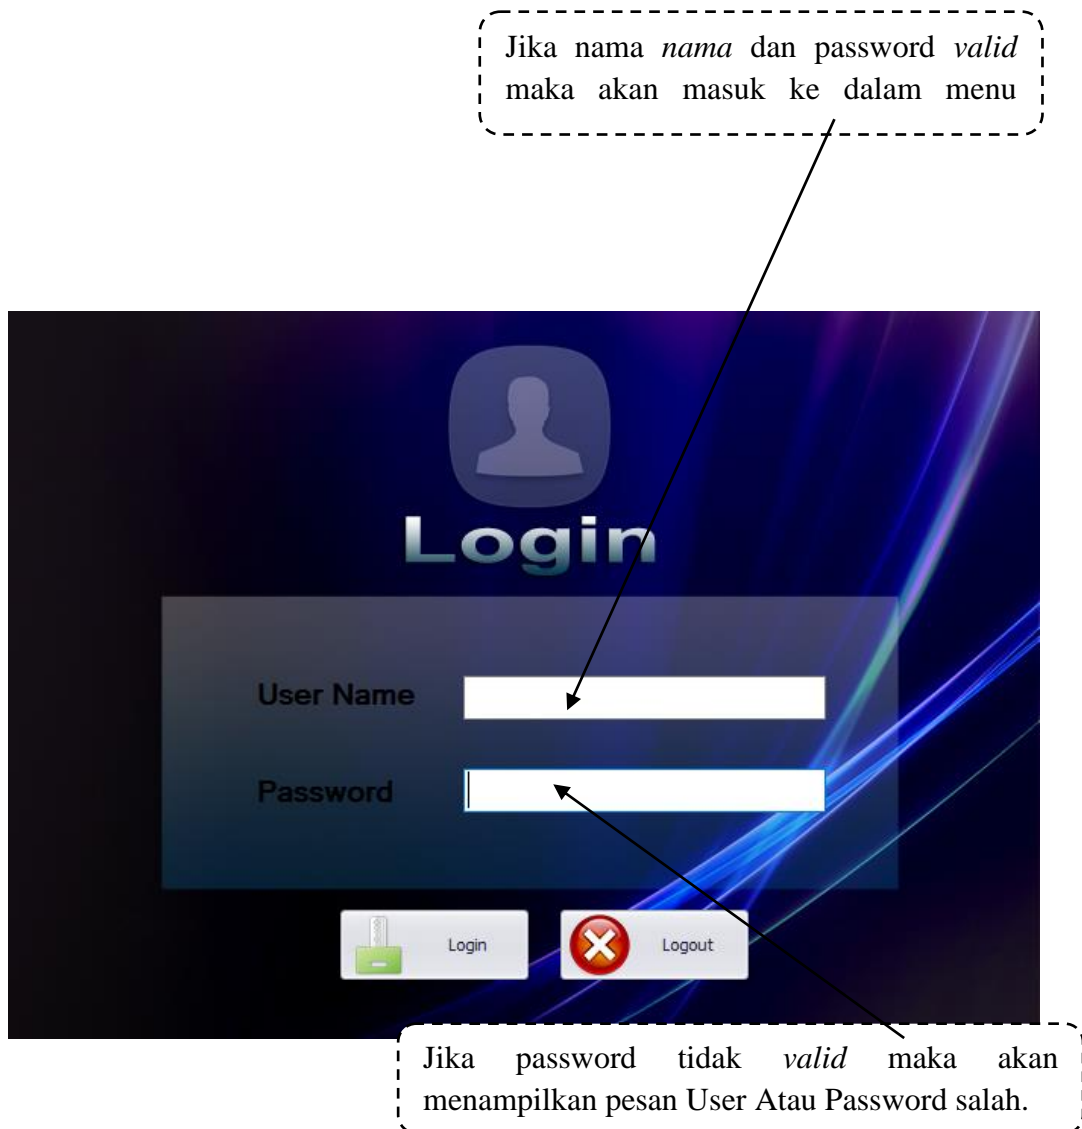 Jika nama nama dan password valid
maka akan masuk ke dalam menu
Login
User Name
Password
Login
Logout
Jika password tidak valid maka akan
menampilkan pesan User Atau Password salah.